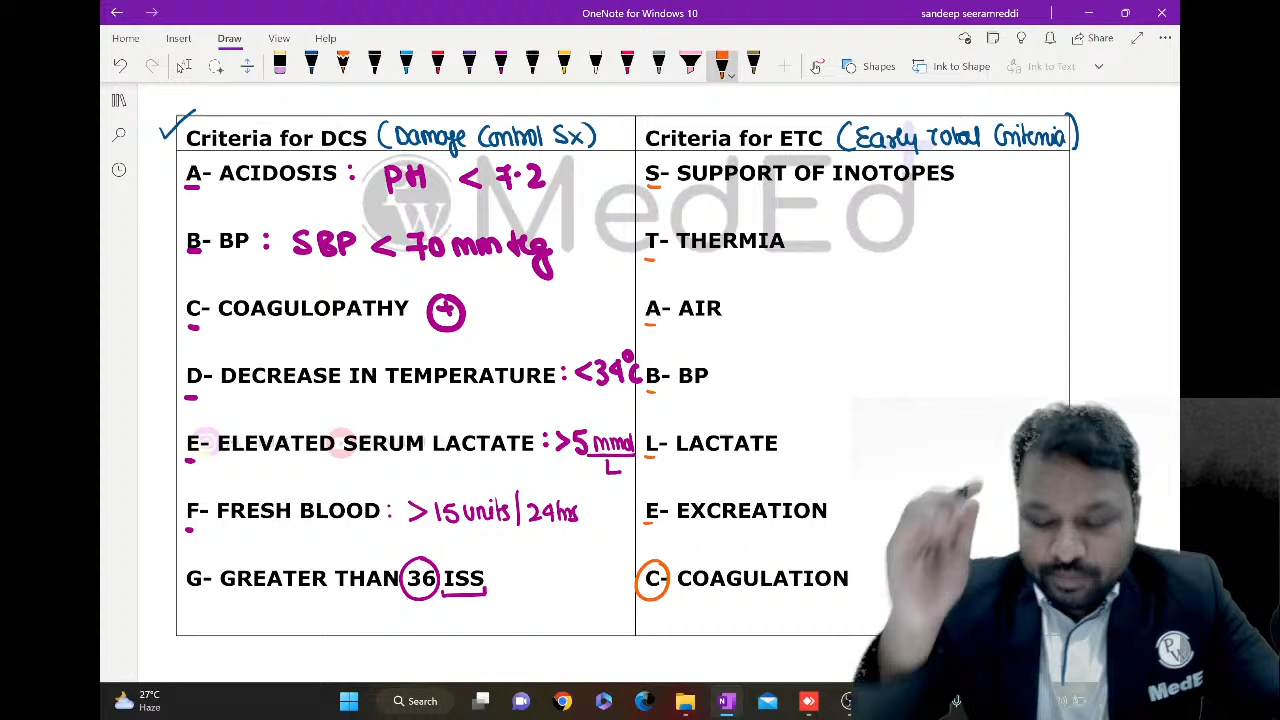 OneNote for Windows 10
sandeep seeramreddi
Home Insert Draw View Help
Share
Shapes Ink to Shape Ink to Text
Criteria for DCS (Damage Control Sx)
A- ACIDOSIS : PH < 7.2
B- BP : SBP < 70 mmHg
C- COAGULOPATHY +
D- DECREASE IN TEMPERATURE : <34°C
E- ELEVATED SERUM LACTATE : >5 mmol/L
F- FRESH BLOOD : > 15 units | 24hrs
G- GREATER THAN 36 ISS
Criteria for ETC (Early Total Criteria)
S- SUPPORT OF INOTOPES
T- THERMIA
A- AIR
B- BP
L- LACTATE
E- EXCREATION
C- COAGULATION
MedEd
PW
MedEd
27°C
Haze
Search